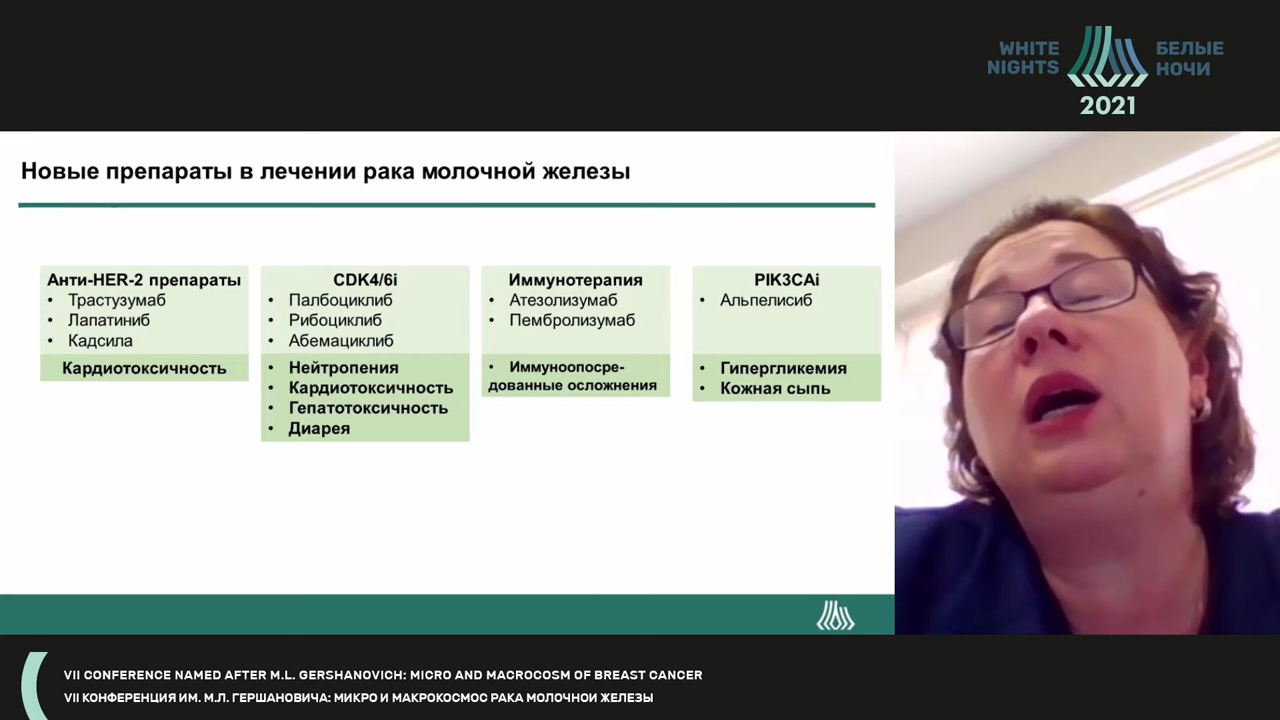 WHITE
NIGHTS
БЕЛЫЕ
НОЧИ
2021
Новые препараты в лечении рака молочной железы
Анти-HER-2 препараты
• Трастузумаб
• Лапатиниб
• Кадсила
Кардиотоксичность
CDK4/6i
• Палбоциклиб
• Рибоциклиб
• Абемациклиб
• Нейтропения
• Кардиотоксичность
• Гепатотоксичность
• Диарея
Иммунотерапия
• Атезолизумаб
• Пембролизумаб
• Иммуноопосре-
дованные осложнения
PIK3CAi
• Альпелисиб
• Гипергликемия
• Кожная сыпь
VII CONFERENCE NAMED AFTER M.L. GERSHANOVICH: MICRO AND MACROCOSM OF BREAST CANCER
VII КОНФЕРЕНЦИЯ ИМ. М.Л. ГЕРШАНОВИЧА: МИКРО И МАКРОКОСМОС РАКА МОЛОЧНОЙ ЖЕЛЕЗЫ